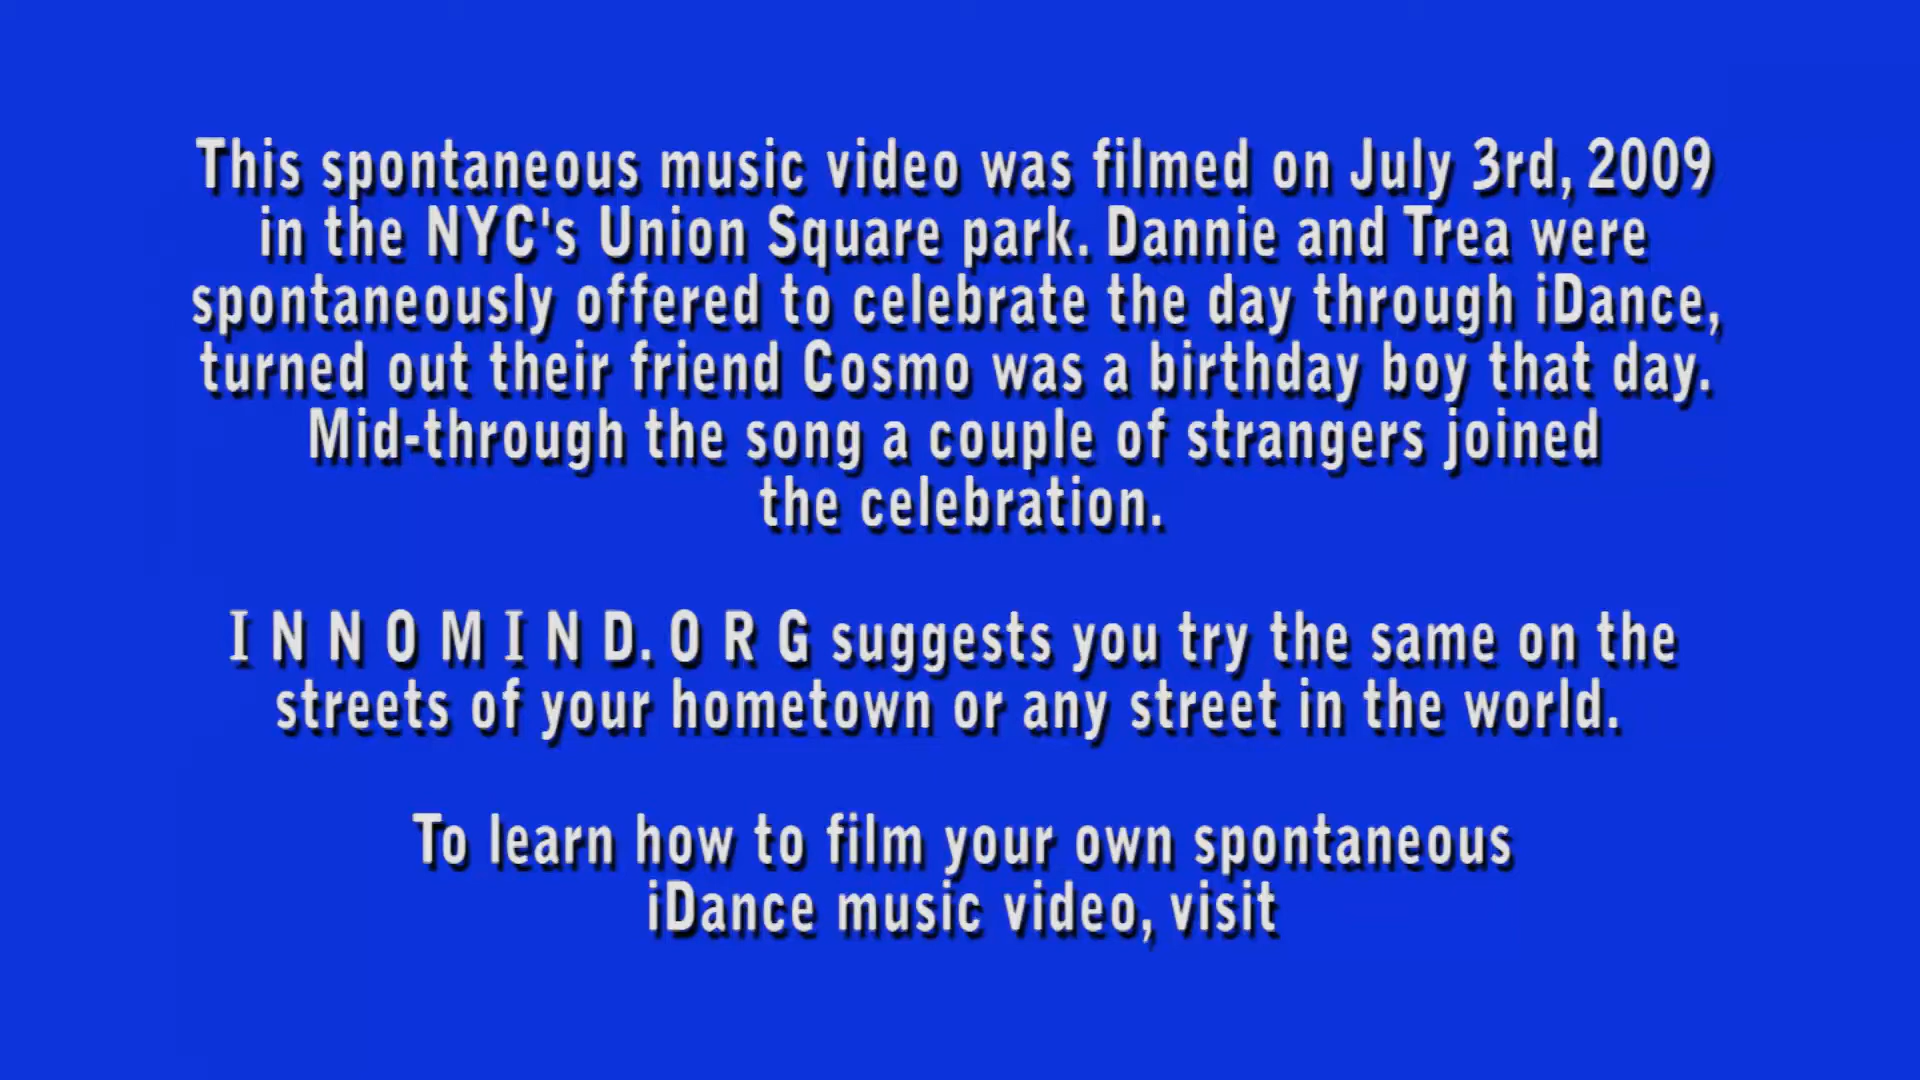 This spontaneous music video was filmed on July 3rd, 2009
in the NYC's Union Square park. Dannie and Trea were
spontaneously offered to celebrate the day through iDance,
turned out their friend Cosmo was a birthday boy that day.
Mid-through the song a couple of strangers joined
the celebration.
I N N O M I N D. O R G suggests you try the same on the
streets of your hometown or any street in the world.
To learn how to film your own spontaneous
iDance music video, visit